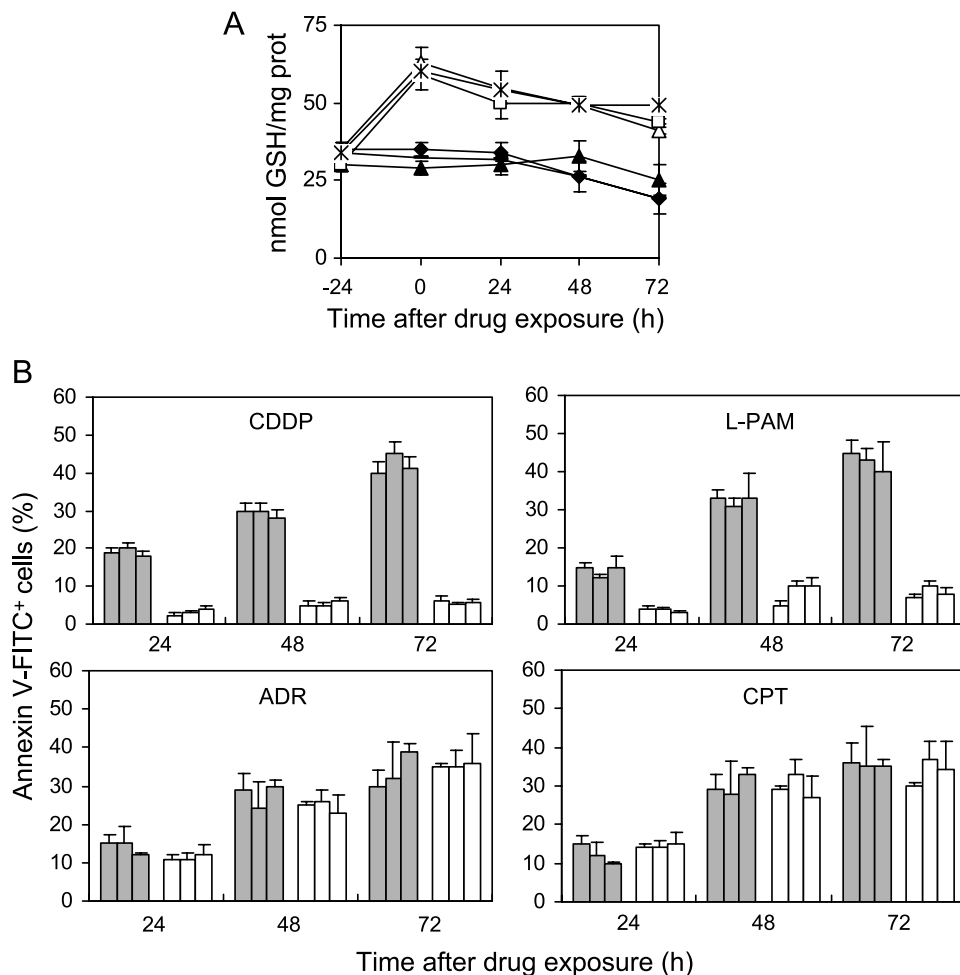 A
nmol GSH/mg prot
75
50
25
0
-24 0 24 48 72
Time after drug exposure (h)
B
Annexin V-FITC⁺ cells (%)
60
50
40
30
20
10
0
CDDP
24 48 72
60
50
40
30
20
10
0
L-PAM
24 48 72
60
50
40
30
20
10
0
ADR
24 48 72
60
50
40
30
20
10
0
CPT
24 48 72
Time after drug exposure (h)